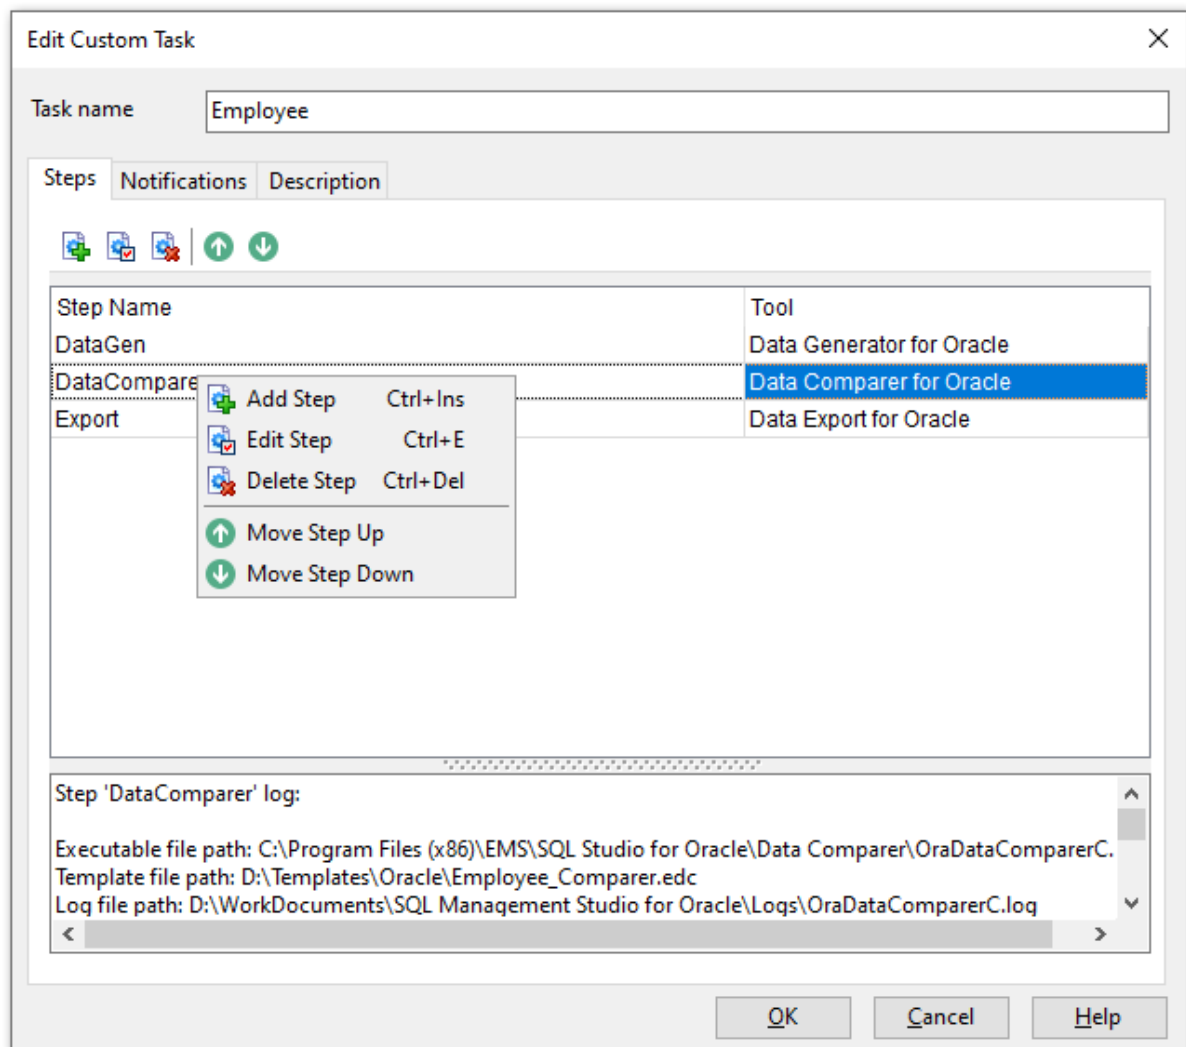 Edit Custom Task
Task name Employee
Steps Notifications Description
Step Name Tool
DataGen Data Generator for Oracle
DataCompare Data Comparer for Oracle
Export Data Export for Oracle
Add Step Ctrl+Ins
Edit Step Ctrl+E
Delete Step Ctrl+Del
Move Step Up
Move Step Down
Step 'DataComparer' log:
Executable file path: C:\Program Files (x86)\EMS\SQL Studio for Oracle\Data Comparer\OraDataComparerC.
Template file path: D:\Templates\Oracle\Employee_Comparer.edc
Log file path: D:\WorkDocuments\SQL Management Studio for Oracle\Logs\OraDataComparerC.log
OK Cancel Help